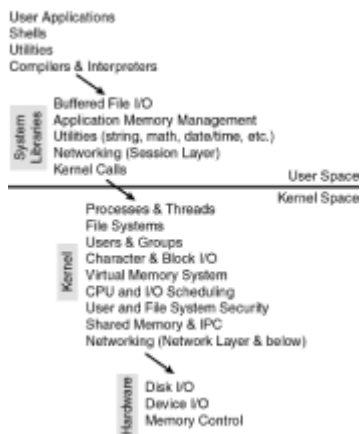 User Applications
Shells
Utilities
Compilers & Interpreters
System Libraries
Buffered File I/O
Application Memory Management
Utilities (string, math, date/time, etc.)
Networking (Session Layer)
Kernel Calls
User Space
Kernel Space
Kernel
Processes & Threads
File Systems
Users & Groups
Character & Block I/O
Virtual Memory System
CPU and I/O Scheduling
User and File System Security
Shared Memory & IPC
Networking (Network Layer & below)
Hardware
Disk I/O
Device I/O
Memory Control